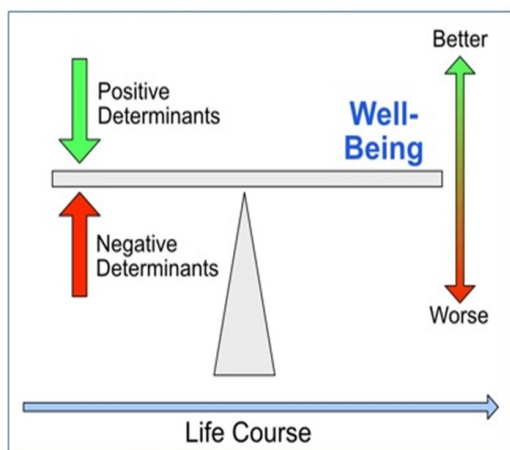 Better
Positive
Determinants
Well-
Being
Negative
Determinants
Worse
Life Course